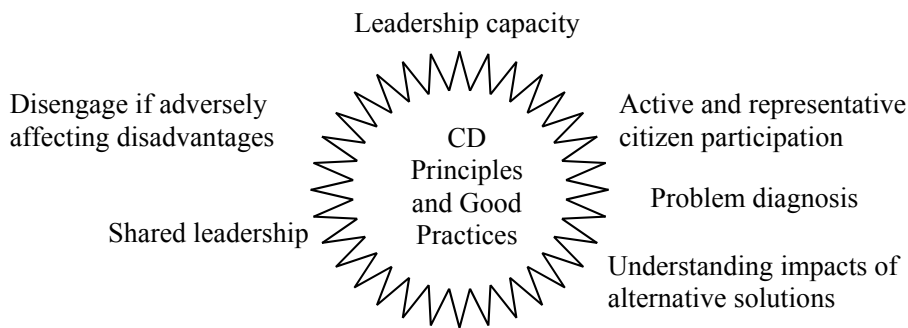 Leadership capacity
Disengage if adversely
affecting disadvantages
Active and representative
citizen participation
CD
Principles
and Good
Practices
Problem diagnosis
Shared leadership
Understanding impacts of
alternative solutions